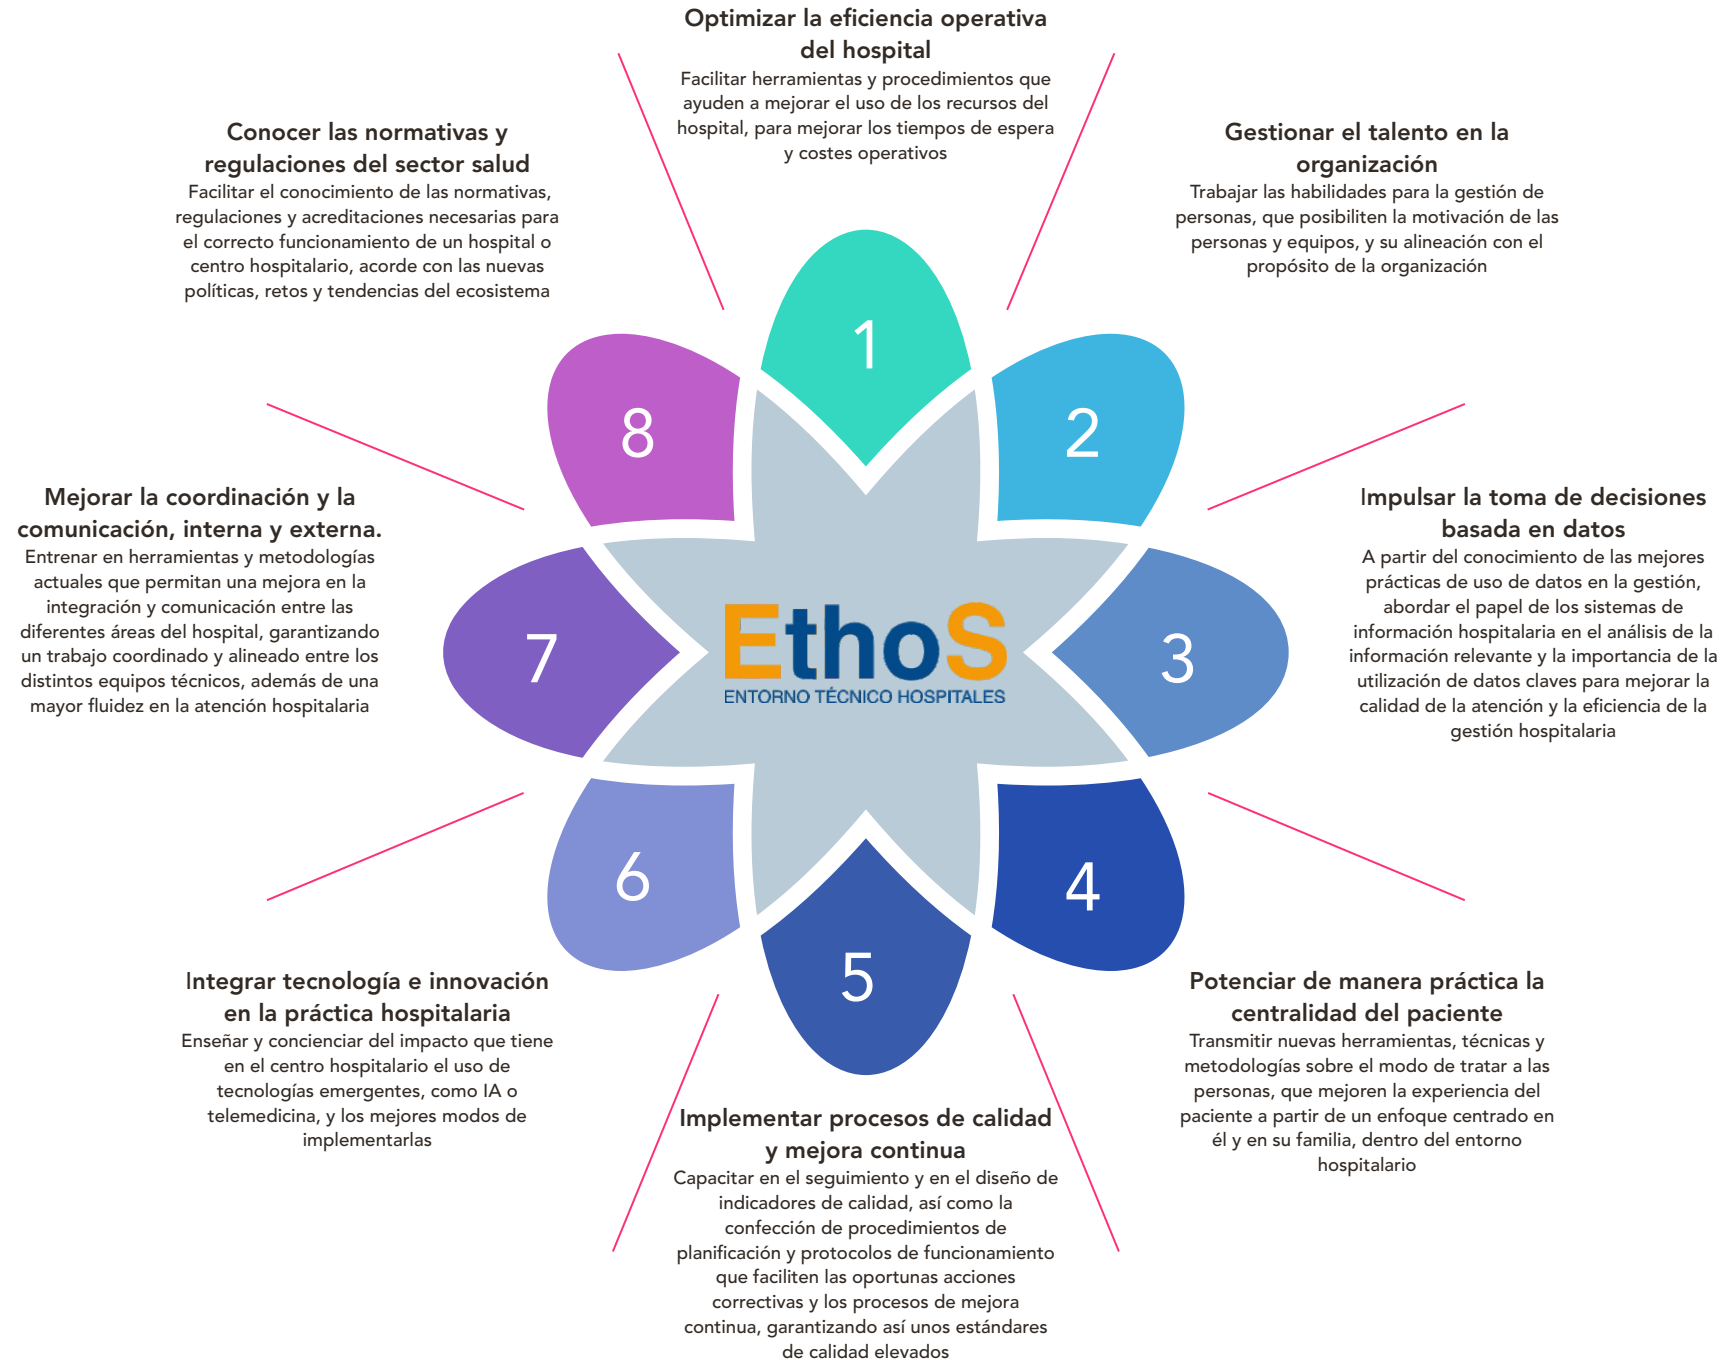 Optimizar la eficiencia operativa
del hospital
Facilitar herramientas y procedimientos que
ayuden a mejorar el uso de los recursos del
hospital, para mejorar los tiempos de espera
y costes operativos
1
Gestionar el talento en la
organización
Trabajar las habilidades para la gestión de
personas, que posibiliten la motivación de las
personas y equipos, y su alineación con el
propósito de la organización
2
Impulsar la toma de decisiones
basada en datos
A partir del conocimiento de las mejores
prácticas de uso de datos en la gestión,
abordar el papel de los sistemas de
información hospitalaria en el análisis de la
información relevante y la importancia de la
utilización de datos claves para mejorar la
calidad de la atención y la eficiencia de la
gestión hospitalaria
3
Potenciar de manera práctica la
centralidad del paciente
Transmitir nuevas herramientas, técnicas y
metodologías sobre el modo de tratar a las
personas, que mejoren la experiencia del
paciente a partir de un enfoque centrado en
él y en su familia, dentro del entorno
hospitalario
4
Implementar procesos de calidad
y mejora continua
Capacitar en el seguimiento y en el diseño de
indicadores de calidad, así como la
confección de procedimientos de
planificación y protocolos de funcionamiento
que faciliten las oportunas acciones
correctivas y los procesos de mejora
continua, garantizando así unos estándares
de calidad elevados
5
Integrar tecnología e innovación
en la práctica hospitalaria
Enseñar y concienciar del impacto que tiene
en el centro hospitalario el uso de
tecnologías emergentes, como IA o
telemedicina, y los mejores modos de
implementarlas
6
Mejorar la coordinación y la
comunicación, interna y externa.
Entrenar en herramientas y metodologías
actuales que permitan una mejora en la
integración y comunicación entre las
diferentes áreas del hospital, garantizando
un trabajo coordinado y alineado entre los
distintos equipos técnicos, además de una
mayor fluidez en la atención hospitalaria
7
Conocer las normativas y
regulaciones del sector salud
Facilitar el conocimiento de las normativas,
regulaciones y acreditaciones necesarias para
el correcto funcionamiento de un hospital o
centro hospitalario, acorde con las nuevas
políticas, retos y tendencias del ecosistema
8
EthoS
ENTORNO TÉCNICO HOSPITALES